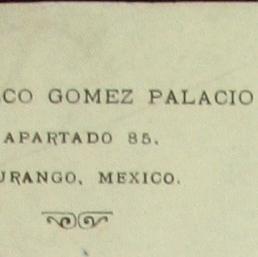 CO GOMEZ PALACIO
APARTADO 85.
URANGO, MEXICO.